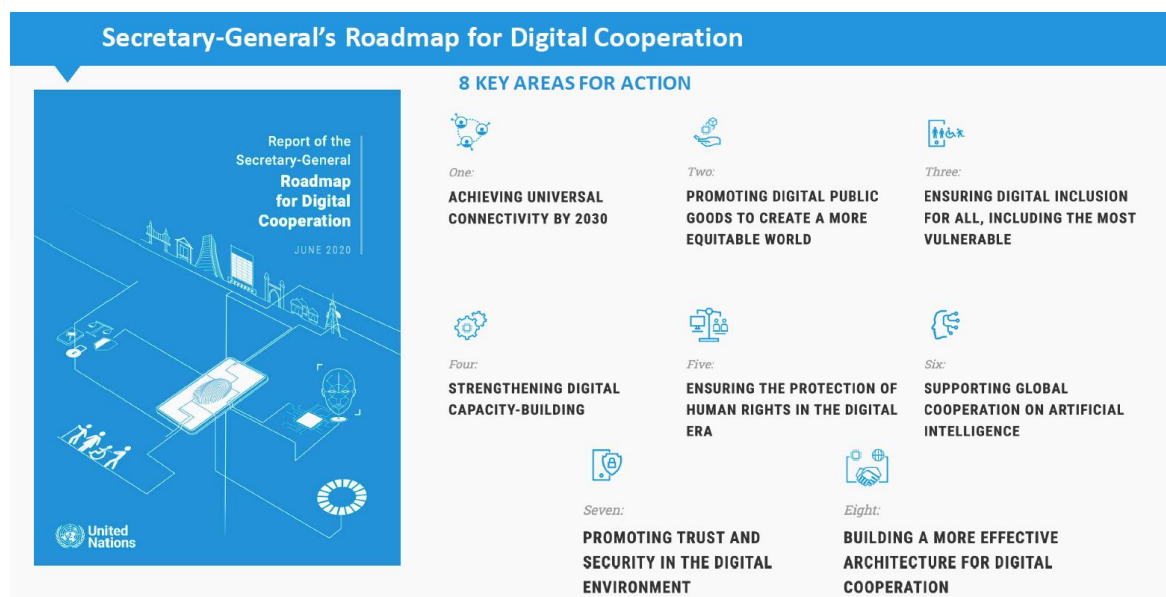 Secretary-General’s Roadmap for Digital Cooperation
Report of the
Secretary-General
Roadmap
for Digital
Cooperation
JUNE 2020
United
Nations
8 KEY AREAS FOR ACTION
One:
ACHIEVING UNIVERSAL
CONNECTIVITY BY 2030
Two:
PROMOTING DIGITAL PUBLIC
GOODS TO CREATE A MORE
EQUITABLE WORLD
Three:
ENSURING DIGITAL INCLUSION
FOR ALL, INCLUDING THE MOST
VULNERABLE
Four:
STRENGTHENING DIGITAL
CAPACITY-BUILDING
Five:
ENSURING THE PROTECTION OF
HUMAN RIGHTS IN THE DIGITAL
ERA
Six:
SUPPORTING GLOBAL
COOPERATION ON ARTIFICIAL
INTELLIGENCE
Seven:
PROMOTING TRUST AND
SECURITY IN THE DIGITAL
ENVIRONMENT
Eight:
BUILDING A MORE EFFECTIVE
ARCHITECTURE FOR DIGITAL
COOPERATION